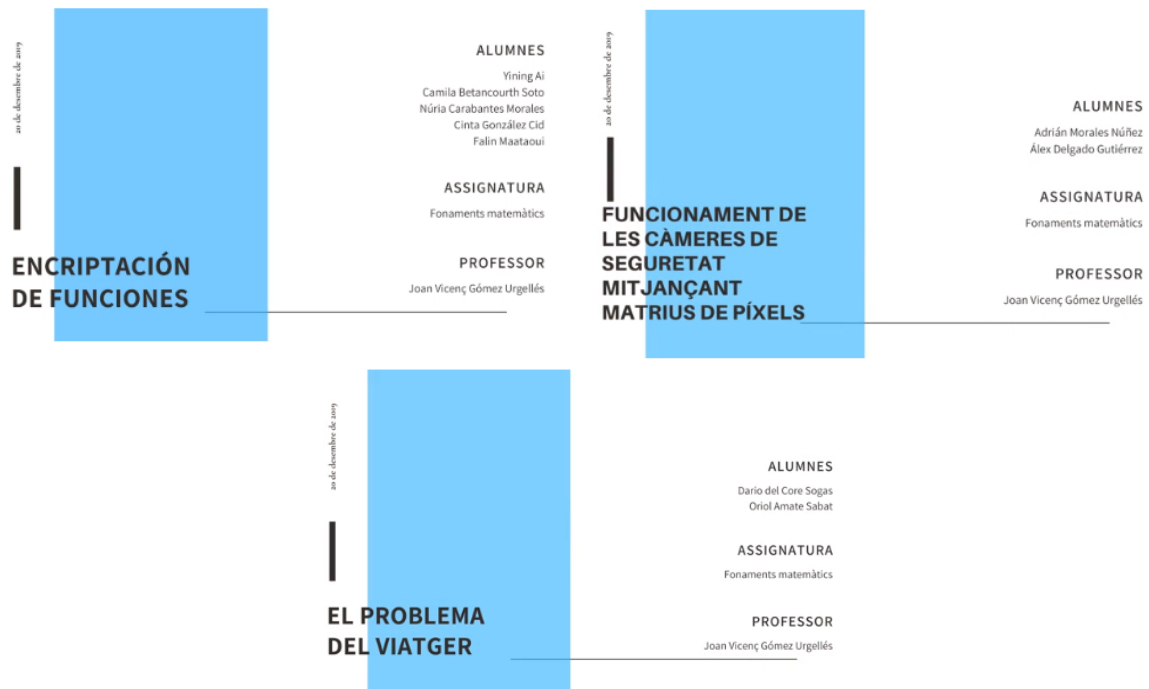 20 de desembre de 2019
ENCRIPTACIÓN
DE FUNCIONES
ALUMNES
Yining Ai
Camila Betancourth Soto
Núria Carabantes Morales
Cinta González Cid
Falin Maataoui
ASSIGNATURA
Fonaments matemàtics
PROFESSOR
Joan Vicenç Gómez Urgellés
20 de desembre de 2019
FUNCIONAMENT DE
LES CÀMERES DE
SEGURETAT
MITJANÇANT
MATRIUS DE PÍXELS
ALUMNES
Adrián Morales Núñez
Álex Delgado Gutiérrez
ASSIGNATURA
Fonaments matemàtics
PROFESSOR
Joan Vicenç Gómez Urgellés
20 de desembre de 2019
EL PROBLEMA
DEL VIATGER
ALUMNES
Dario del Core Sogas
Oriol Amate Sabat
ASSIGNATURA
Fonaments matemàtics
PROFESSOR
Joan Vicenç Gómez Urgellés